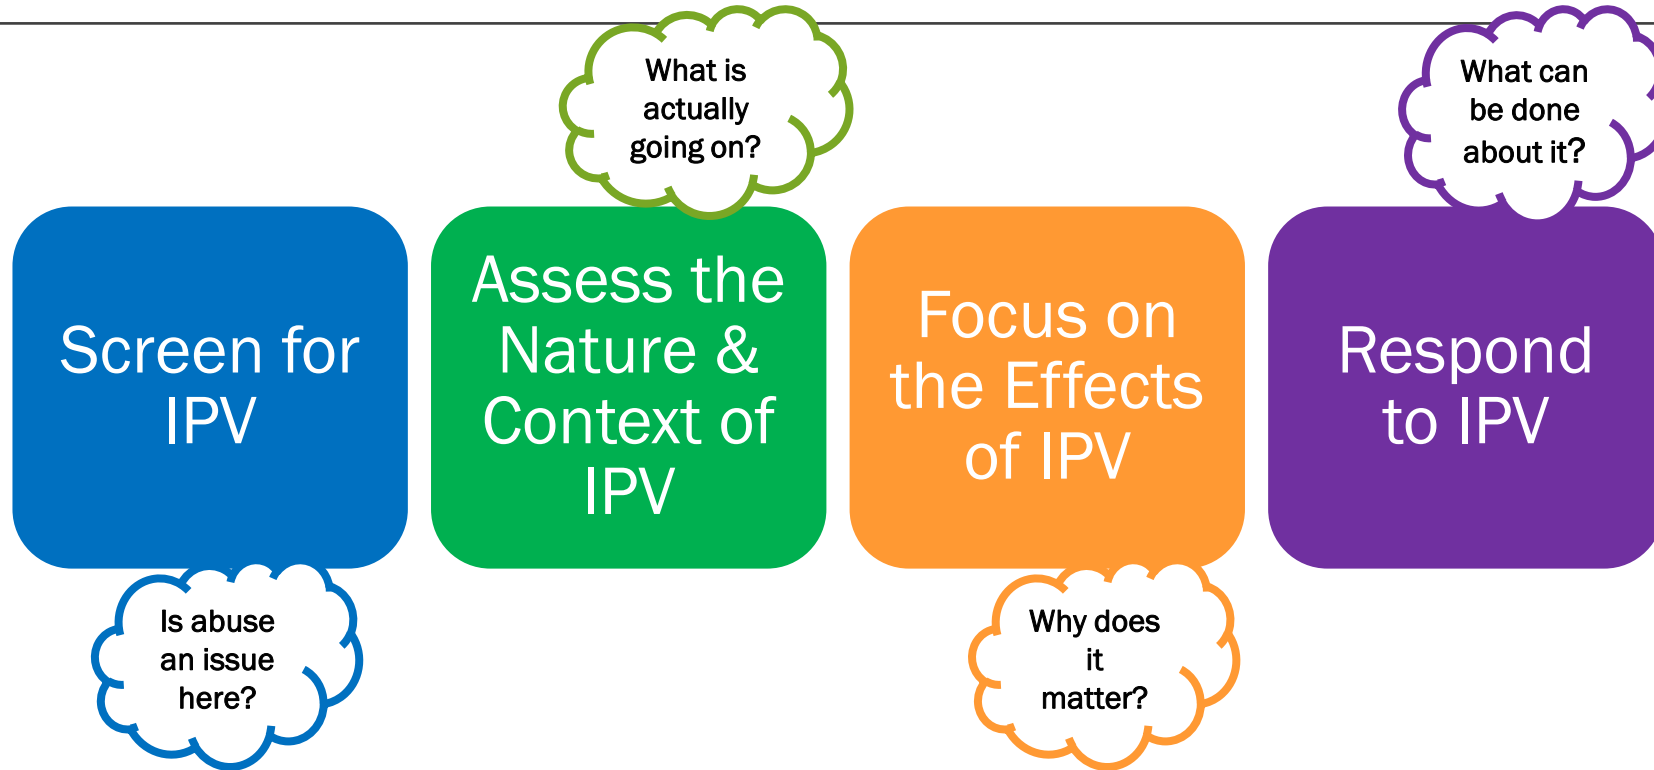 What is
actually
going on?
What can
be done
about it?
Screen for
IPV
Assess the
Nature &
Context of
IPV
Focus on
the Effects
of IPV
Respond
to IPV
Is abuse
an issue
here?
Why does
it
matter?